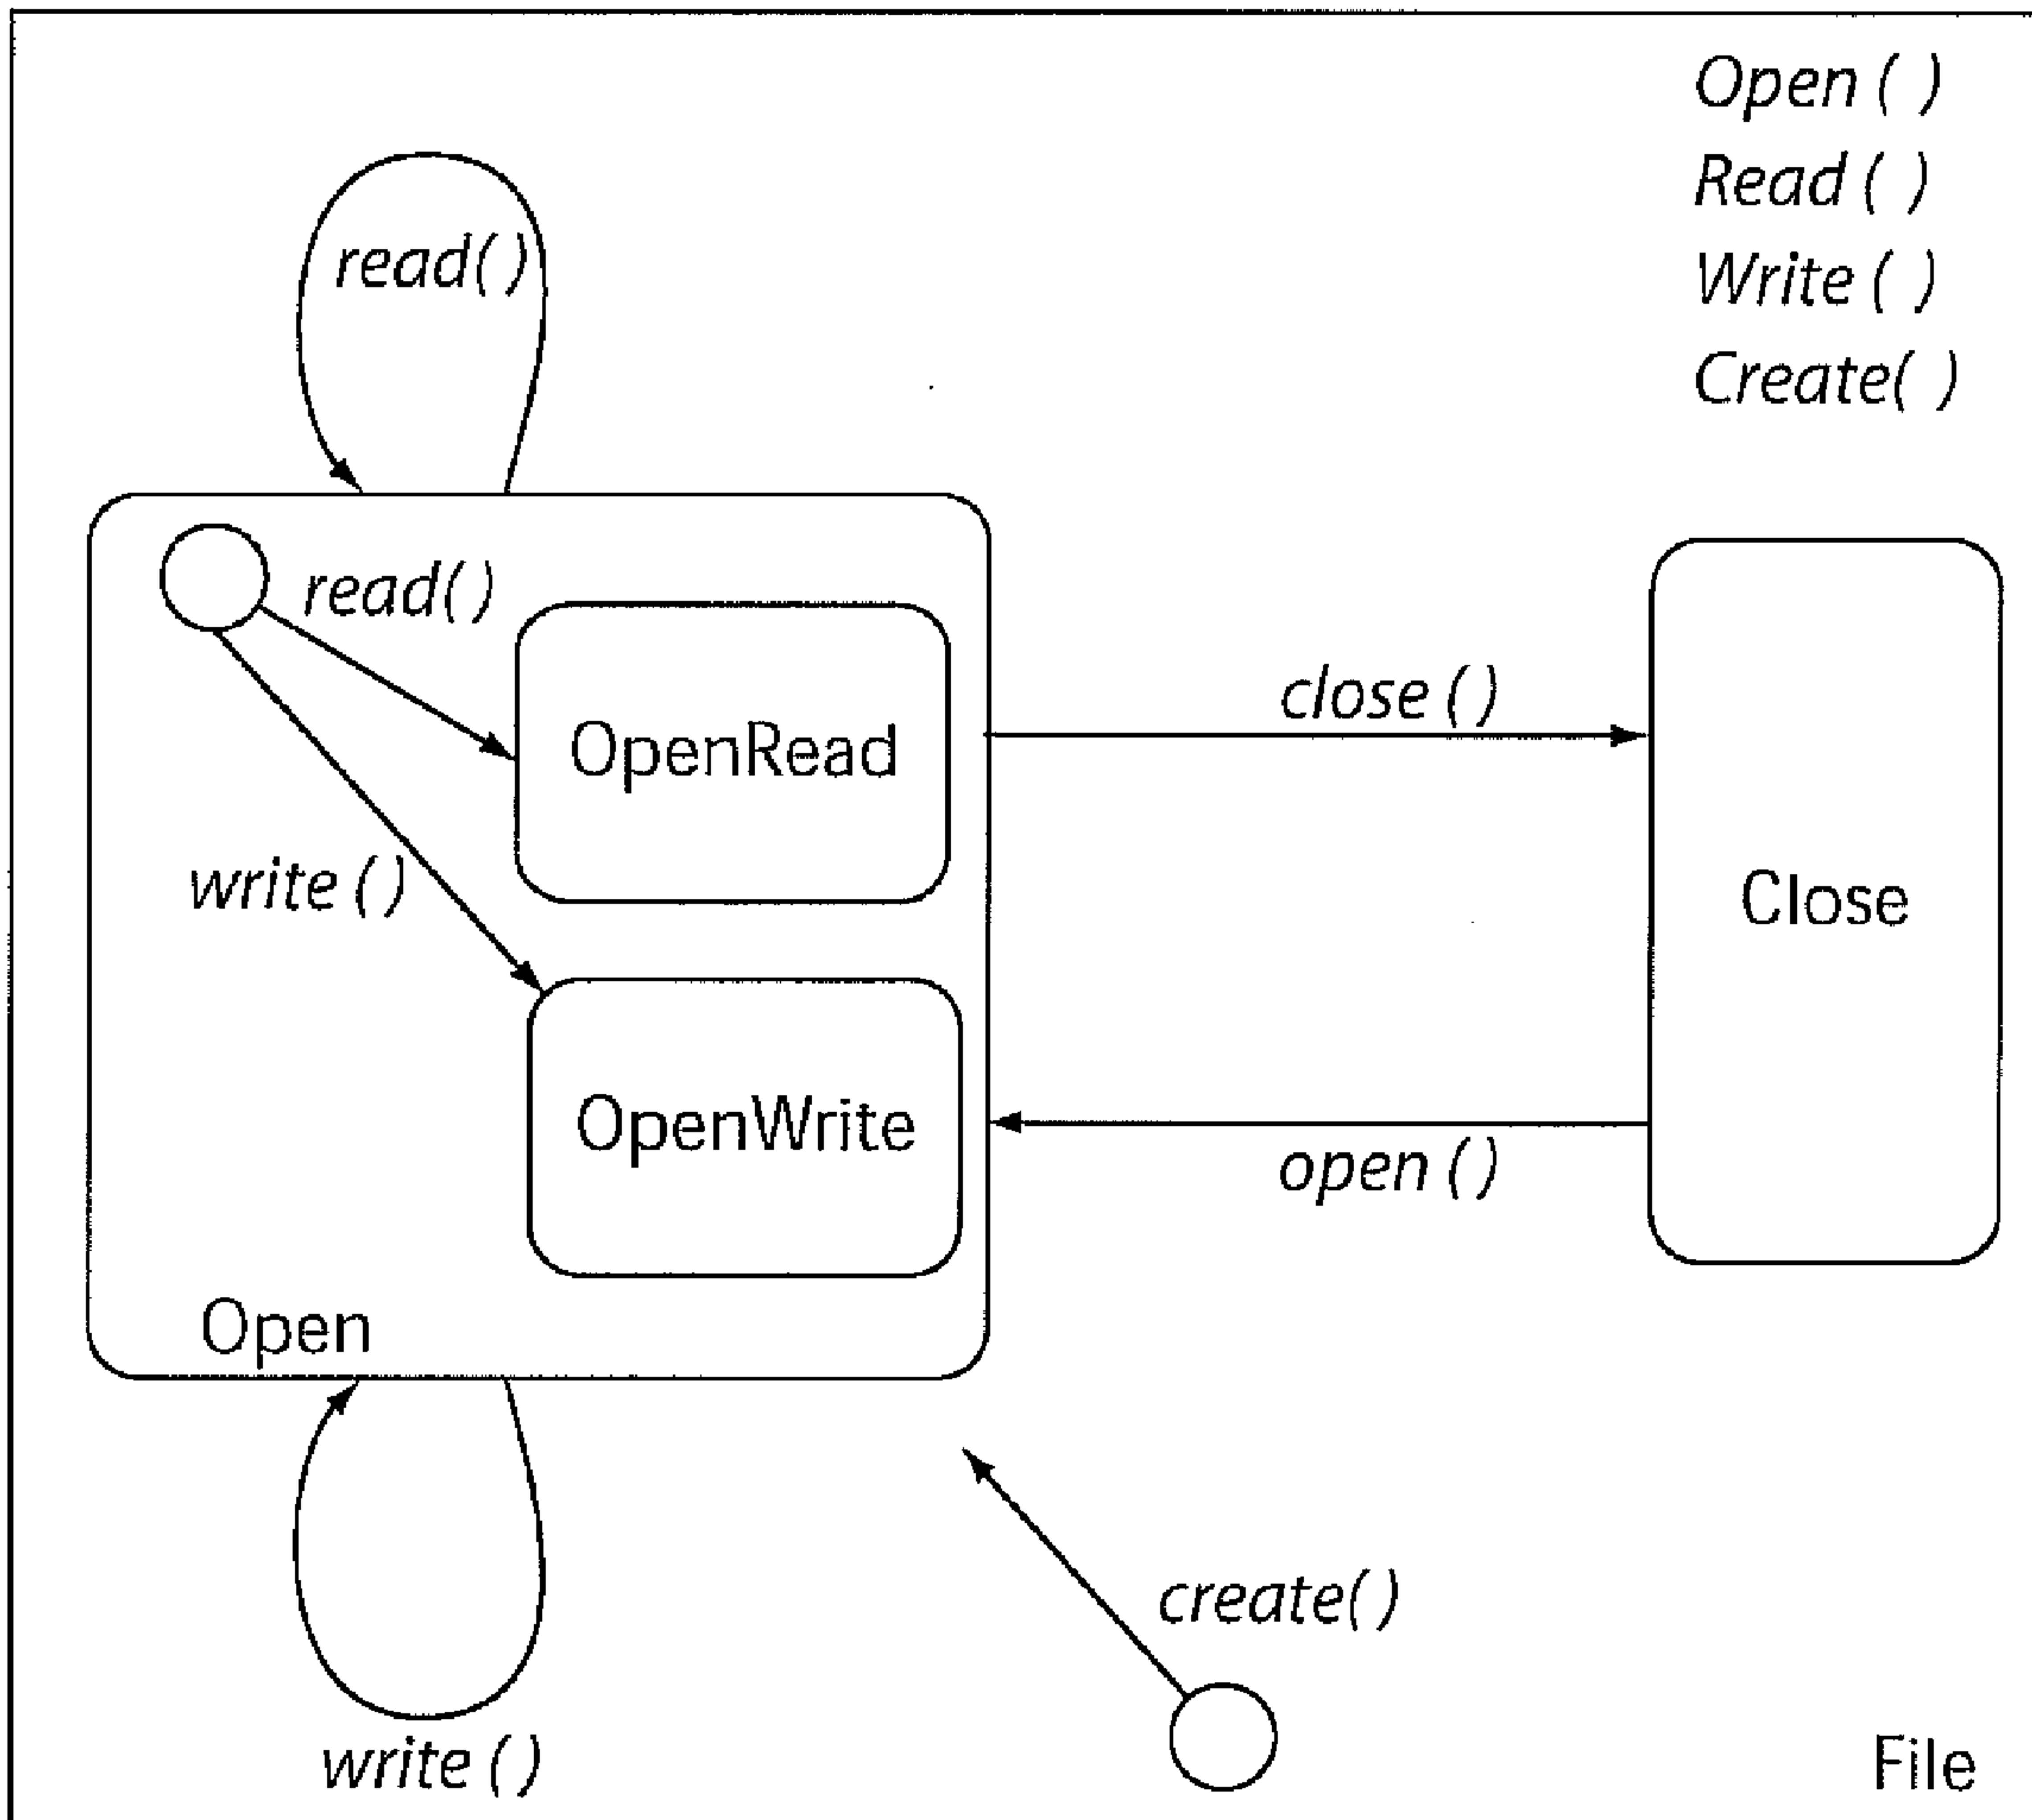 Open ( )
Read ( )
Write ( )
Create( )
read( )
read( )
OpenRead
write ( )
OpenWrite
Open
close ( )
Close
open ( )
create( )
write ( )
File